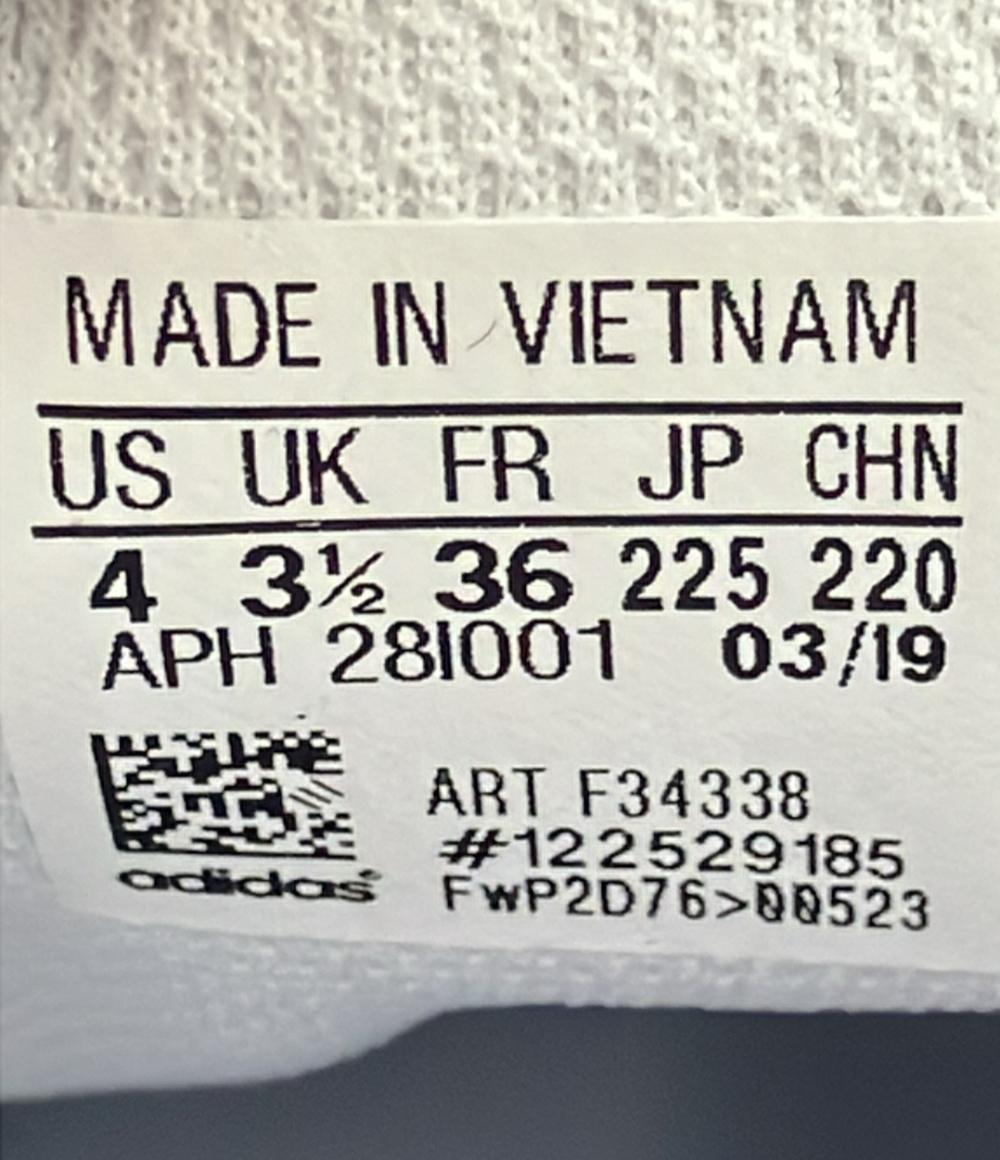 MADE IN VIETNAM
US UK FR JP CHN
4 3½ 36 225 220
APH 28I001 03/19
ART F34338
#122529185
adidas
FwP2D76>00523